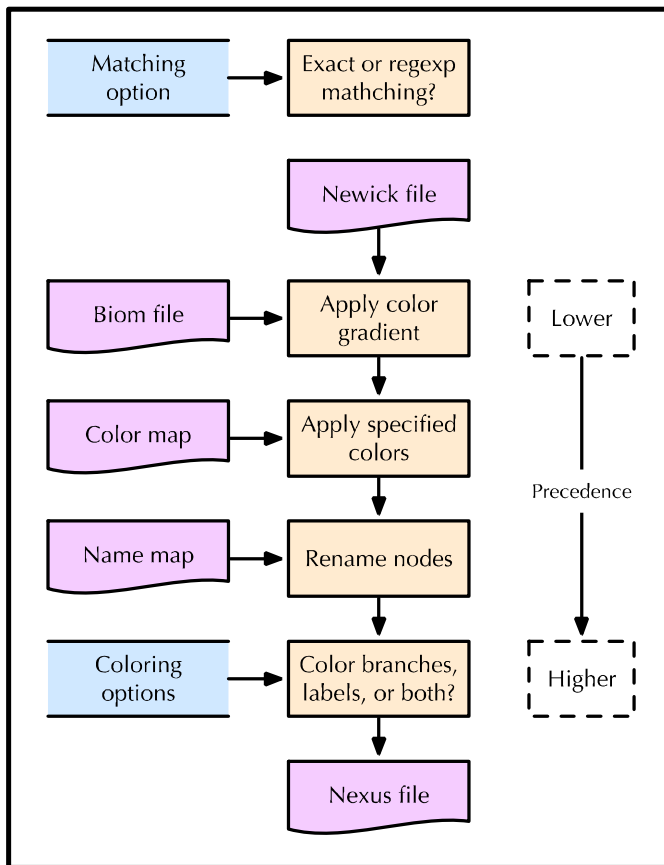 Matching
option
Exact or regexp
mathching?
Newick file
Biom file
Apply color
gradient
Lower
Color map
Apply specified
colors
Precedence
Name map
Rename nodes
Coloring
options
Color branches,
labels, or both?
Higher
Nexus file